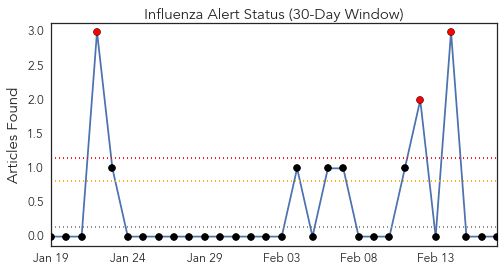 Influenza Alert Status (30-Day Window)
3.0
2.5
2.0
1.5
1.0
0.5
0.0
Articles Found
Jan 19
Jan 24
Jan 29
Feb 03
Feb 08
Feb 13